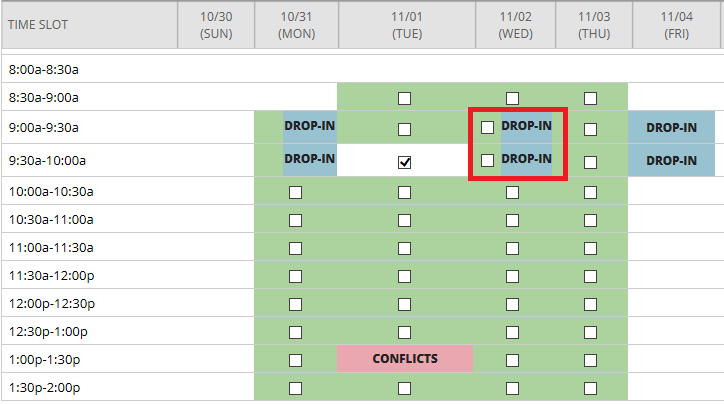 TIME SLOT 10/30 (SUN) 10/31 (MON) 11/01 (TUE) 11/02 (WED) 11/03 (THU) 11/04 (FRI)
8:00a-8:30a
8:30a-9:00a
9:00a-9:30a DROP-IN DROP-IN DROP-IN
9:30a-10:00a DROP-IN DROP-IN DROP-IN
10:00a-10:30a
10:30a-11:00a
11:00a-11:30a
11:30a-12:00p
12:00p-12:30p
12:30p-1:00p
1:00p-1:30p CONFLICTS
1:30p-2:00p